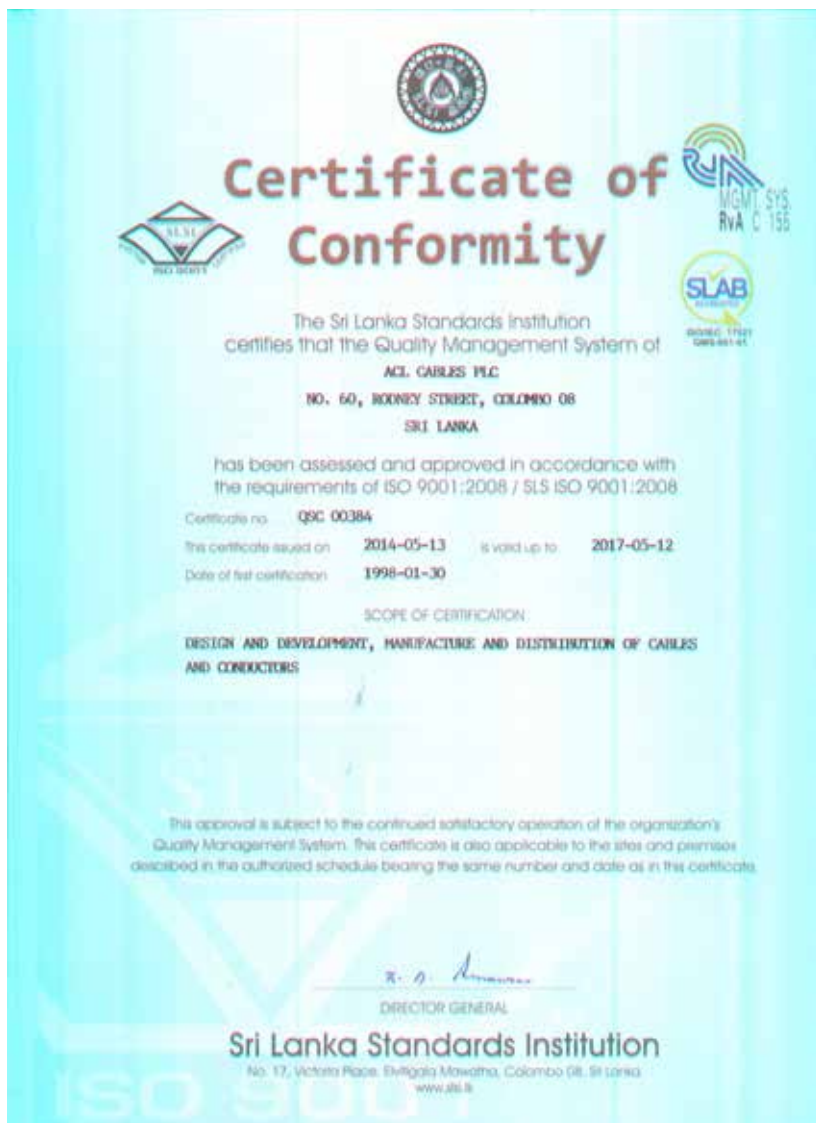 Certificate of
Conformity
MGMT. SYS.
RvA C 155
SLSI
ISO 9001
SLAB
ACCREDITED
The Sri Lanka Standards Institution
certifies that the Quality Management System of
ACL CABLES PLC
NO. 60, RODNEY STREET, COLOMBO 08
SRI LANKA
has been assessed and approved in accordance with
the requirements of ISO 9001:2008 / SLS ISO 9001:2008
Certificate no. QSC 00384
This certificate issued on 2014-05-13 is valid up to 2017-05-12
Date of first certification 1998-01-30
SCOPE OF CERTIFICATION
DESIGN AND DEVELOPMENT, MANUFACTURE AND DISTRIBUTION OF CABLES
AND CONDUCTORS
SLSI
This approval is subject to the continued satisfactory operation of the organization's
Quality Management System. This certificate is also applicable to the sites and premises
described in the authorized schedule bearing the same number and date as in this certificate.
DIRECTOR GENERAL
Sri Lanka Standards Institution
No. 17, Victoria Place, Elvitigala Mawatha, Colombo 08, Sri Lanka
www.slsi.lk
ISO 9001